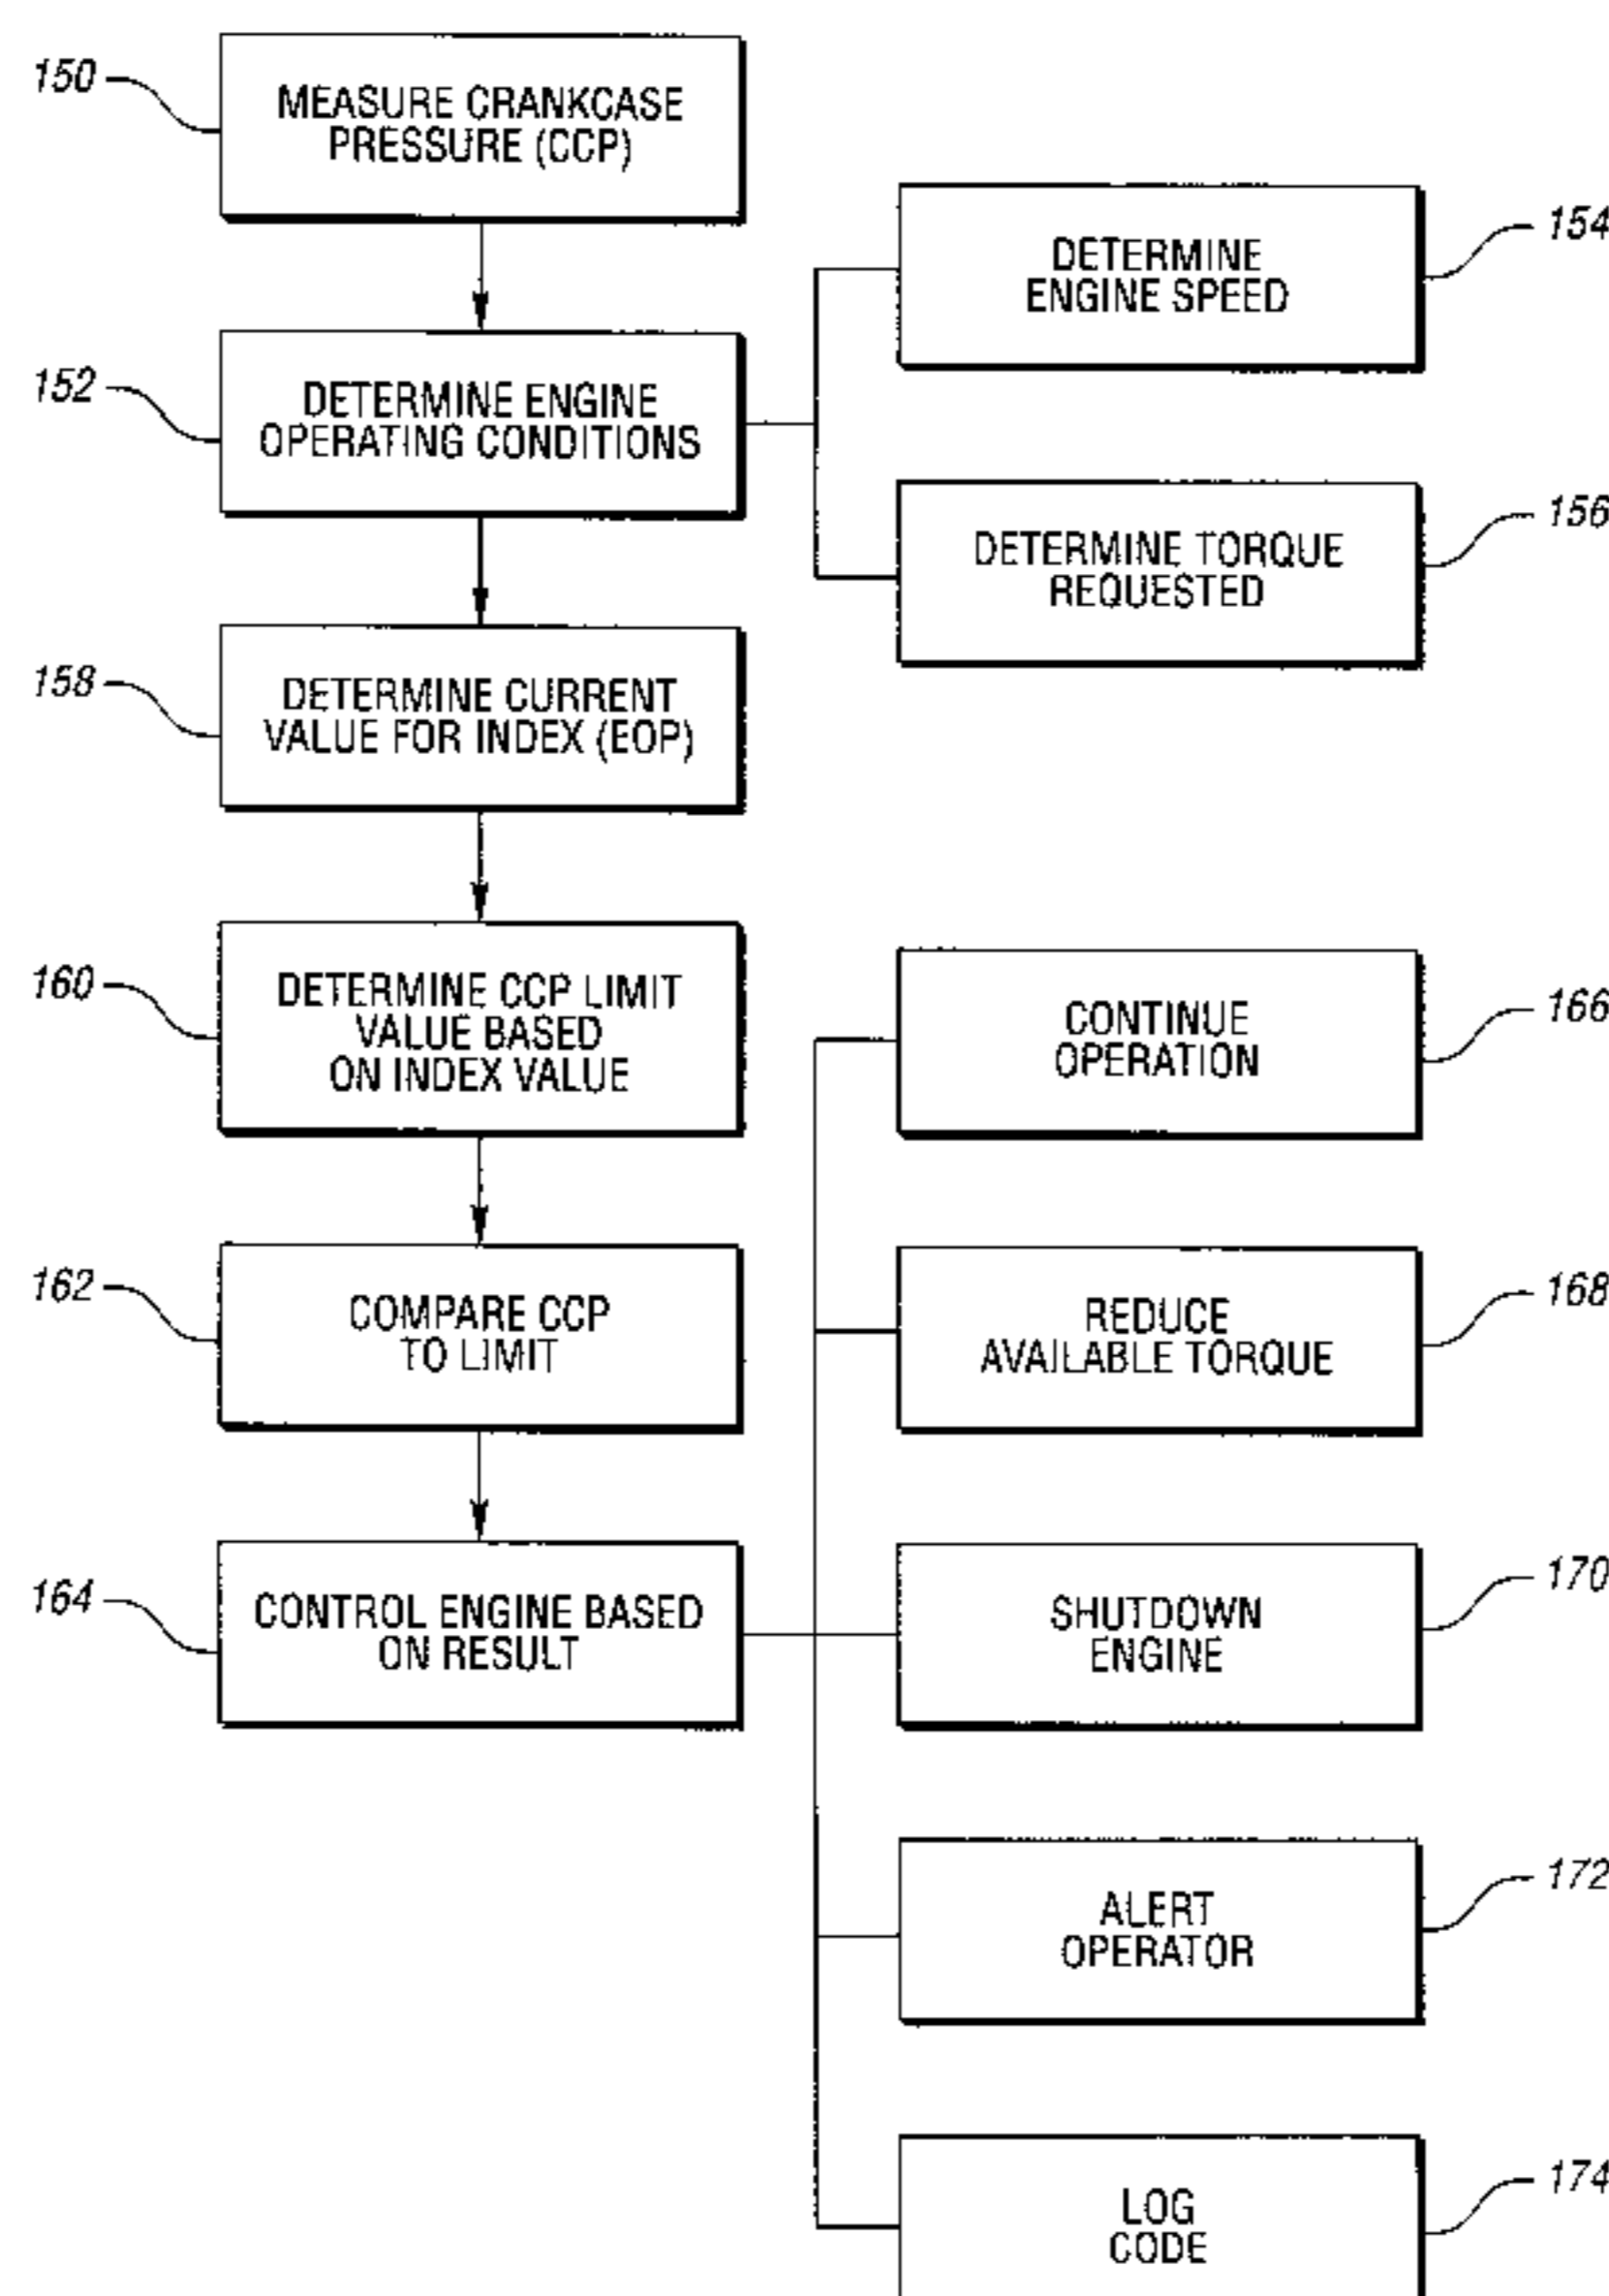 150
MEASURE CRANKCASE
PRESSURE (CCP)
152
DETERMINE ENGINE
OPERATING CONDITIONS
154
DETERMINE
ENGINE SPEED
156
DETERMINE TORQUE
REQUESTED
158
DETERMINE CURRENT
VALUE FOR INDEX (EOP)
160
DETERMINE CCP LIMIT
VALUE BASED
ON INDEX VALUE
162
COMPARE CCP
TO LIMIT
164
CONTROL ENGINE BASED
ON RESULT
166
CONTINUE
OPERATION
168
REDUCE
AVAILABLE TORQUE
170
SHUTDOWN
ENGINE
172
ALERT
OPERATOR
174
LOG
CODE